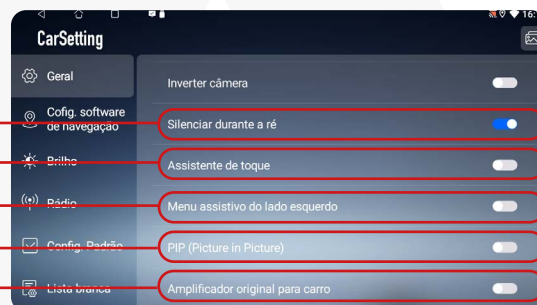 16:
CarSetting
Geral
Cofig. software
de navegação
Brilho
Rádio
Config. Padrão
Lista branca
Inverter câmera
Silenciar durante a ré
Assistente de toque
Menu assistivo do lado esquerdo
PIP (Picture in Picture)
Amplificador original para carro